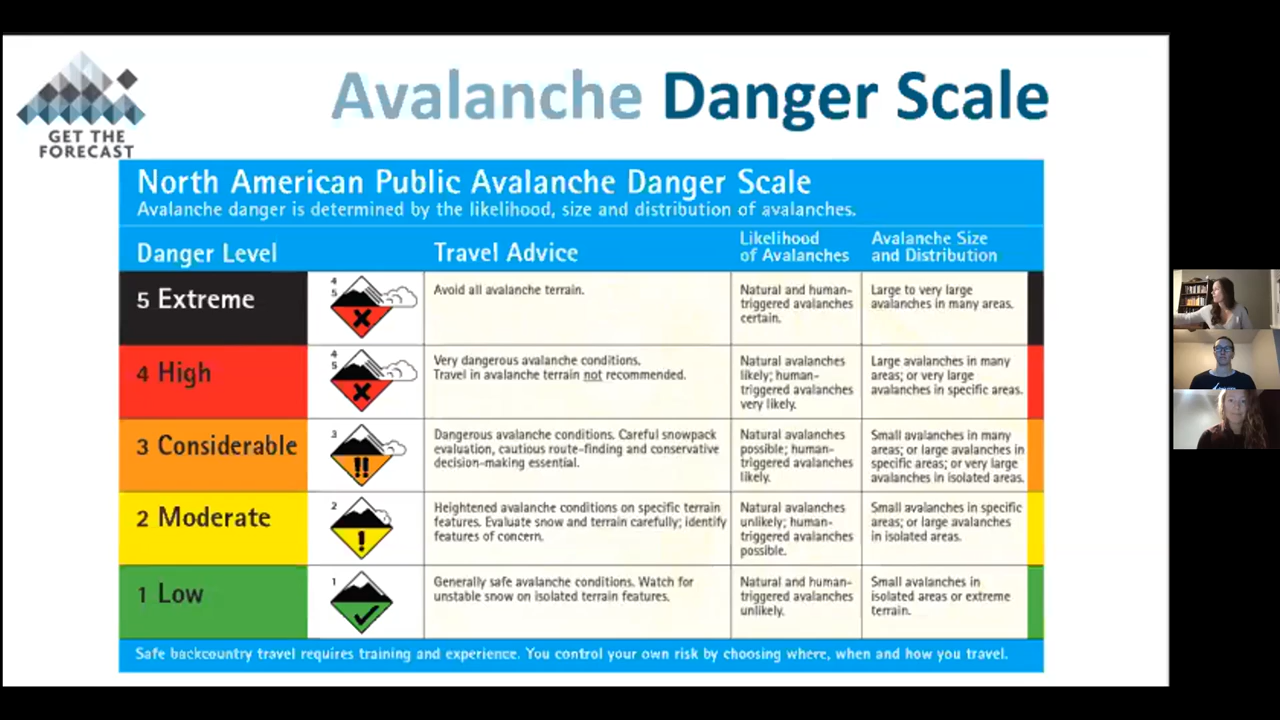 GET THE
FORECAST
Avalanche Danger Scale
North American Public Avalanche Danger Scale
Avalanche danger is determined by the likelihood, size and distribution of avalanches.
Danger Level
Travel Advice
Likelihood
of Avalanches
Avalanche Size
and Distribution
5 Extreme
4
5
Avoid all avalanche terrain.
Natural and human-
triggered avalanches
certain.
Large to very large
avalanches in many areas.
4 High
4
5
Very dangerous avalanche conditions.
Travel in avalanche terrain not recommended.
Natural avalanches
likely; human-
triggered avalanches
very likely.
Large avalanches in many
areas; or very large
avalanches in specific areas.
3 Considerable
3
!!
Dangerous avalanche conditions. Careful snowpack
evaluation, cautious route-finding and conservative
decision-making essential.
Natural avalanches
possible; human-
triggered avalanches
likely.
Small avalanches in many
areas; or large avalanches in
specific areas; or very large
avalanches in isolated areas.
2 Moderate
2
!
Heightened avalanche conditions on specific terrain
features. Evaluate snow and terrain carefully; identify
features of concern.
Natural avalanches
unlikely; human-
triggered avalanches
possible.
Small avalanches in specific
areas; or large avalanches
in isolated areas.
1 Low
1
Generally safe avalanche conditions. Watch for
unstable snow on isolated terrain features.
Natural and human-
triggered avalanches
unlikely.
Small avalanches in
isolated areas or extreme
terrain.
Safe backcountry travel requires training and experience. You control your own risk by choosing where, when and how you travel.